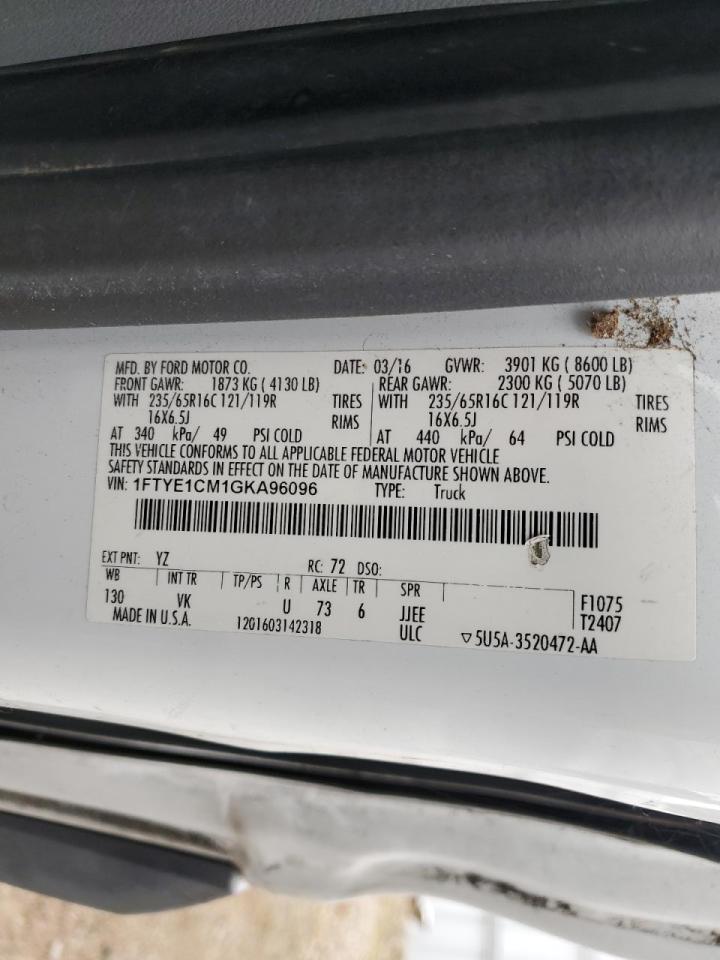 MFD. BY FORD MOTOR CO. DATE: 03/16 GVWR: 3901 KG ( 8600 LB)
FRONT GAWR: 1873 KG ( 4130 LB) REAR GAWR: 2300 KG ( 5070 LB)
WITH 235/65R16C 121/119R TIRES WITH 235/65R16C 121/119R TIRES
16X6.5J RIMS 16X6.5J RIMS
AT 340 kPa/ 49 PSI COLD AT 440 kPa/ 64 PSI COLD
THIS VEHICLE CONFORMS TO ALL APPLICABLE FEDERAL MOTOR VEHICLE
SAFETY STANDARDS IN EFFECT ON THE DATE OF MANUFACTURE SHOWN ABOVE.
VIN: 1FTYE1CM1GKA96096 TYPE: Truck
EXT PNT: YZ RC: 72 DSO:
WB INT TR TP/PS R AXLE TR SPR
130 VK U 73 6 JJEE F1075
MADE IN U.S.A. 1201603142318 ULC T2407
▽5U5A-3520472-AA